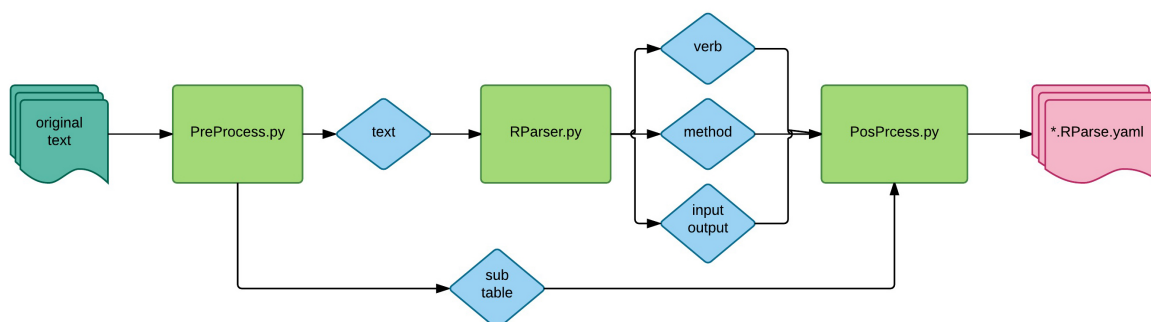 original
text
PreProcess.py
text
RParser.py
verb
method
input
output
PosPrcess.py
*.RParse.yaml
sub
table